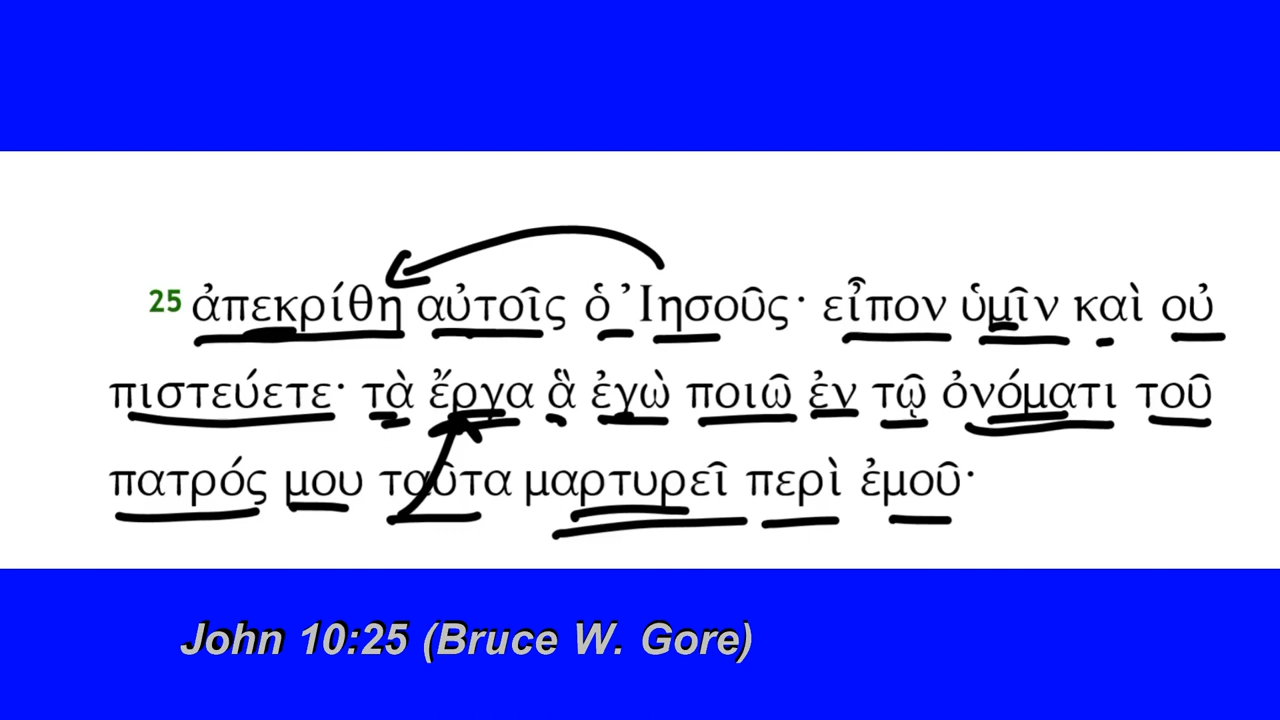 25 ἀπεκρίθη αὐτοῖς ὁ Ἰησοῦς· εἶπον ὑμῖν καὶ οὐ
πιστεύετε· τὰ ἔργα ἃ ἐγὼ ποιῶ ἐν τῷ ὀνόματι τοῦ
πατρός μου ταῦτα μαρτυρεῖ περὶ ἐμοῦ·
John 10:25 (Bruce W. Gore)